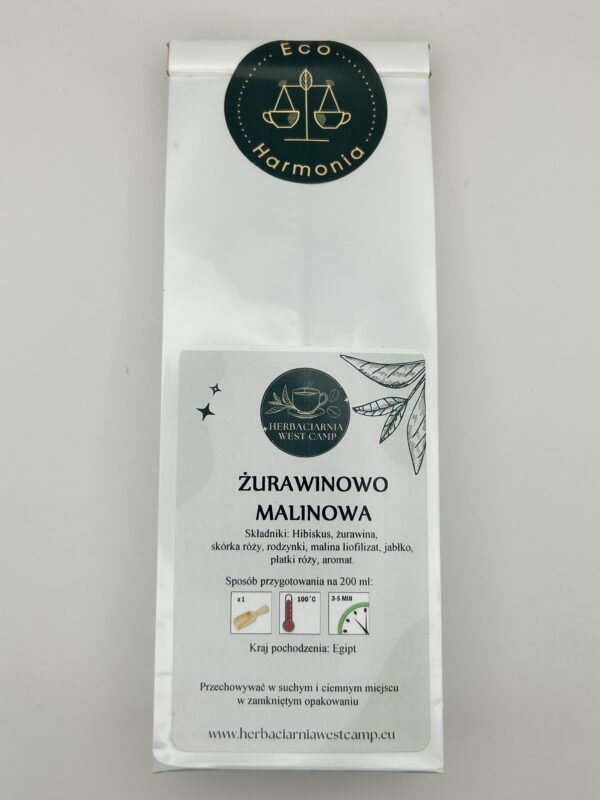 Eco
Harmonia
HERBACIARNIA
WEST CAMP
ŻURAWINOWO
MALINOWA
Składniki: Hibiskus, żurawina,
skórka róży, rodzynki, malina liofilizat, jabłko,
płatki róży, aromat.
Sposób przygotowania na 200 ml:
x1
100°C
3-5 MIN
Kraj pochodzenia: Egipt
Przechowywać w suchym i ciemnym miejscu
w zamkniętym opakowaniu
www.herbaciarniawestcamp.eu